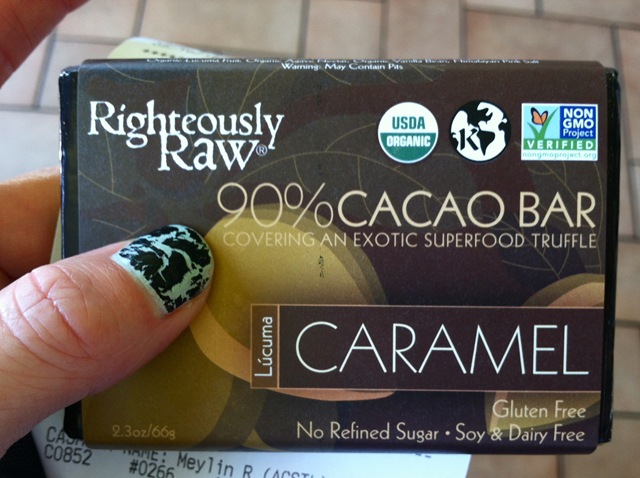 Organic Lucuma Fruit, Organic Agave Nectar, Organic Vanilla Bean, Himalayan Pink Salt
Warning: May Contain Pits
Righteously
Raw®
USDA
ORGANIC
K
NON
GMO
Project
VERIFIED
nongmoproject.org
90% CACAO BAR
COVERING AN EXOTIC SUPERFOOD TRUFFLE
Lúcuma
CARAMEL
Gluten Free
No Refined Sugar • Soy & Dairy Free
2.3oz/66g
NAME: Meylin R
C0852 #0266